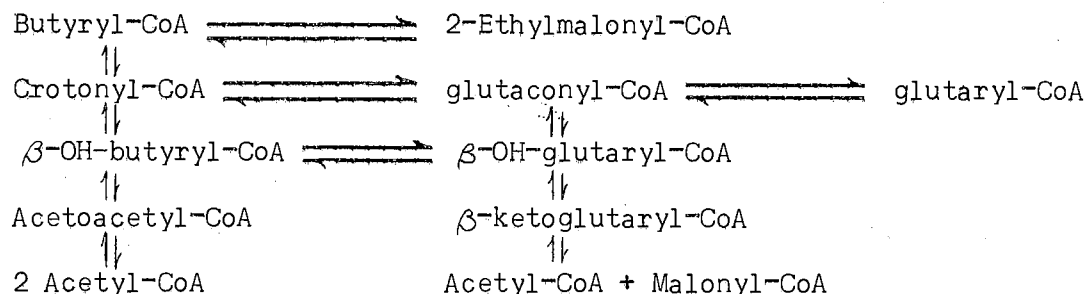 Butyryl-CoA ⇌ 2-Ethylmalonyl-CoA
⇅
Crotonyl-CoA ⇌ glutaconyl-CoA ⇌ glutaryl-CoA
⇅ ⇅
β-OH-butyryl-CoA ⇌ β-OH-glutaryl-CoA
⇅ ⇅
Acetoacetyl-CoA β-ketoglutaryl-CoA
⇅ ⇅
2 Acetyl-CoA Acetyl-CoA + Malonyl-CoA